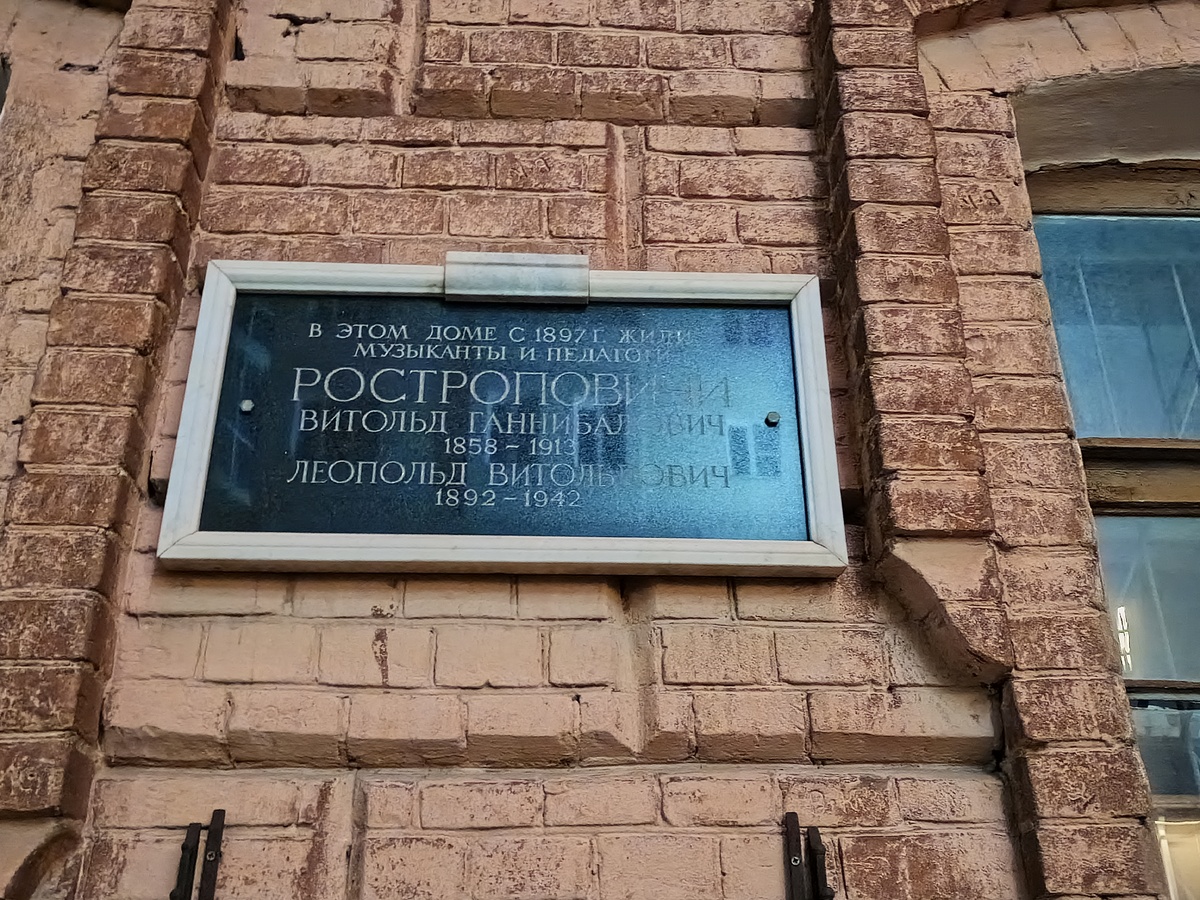 В ЭТОМ ДОМЕ С 1897 Г. ЖИЛИ
МУЗЫКАНТЫ И ПЕДАГОГИ
РОСТРОПОВИЧИ
ВИТОЛЬД ГАННИБАЛОВИЧ
1858 – 1913
ЛЕОПОЛЬД ВИТОЛЬДОВИЧ
1892 – 1942